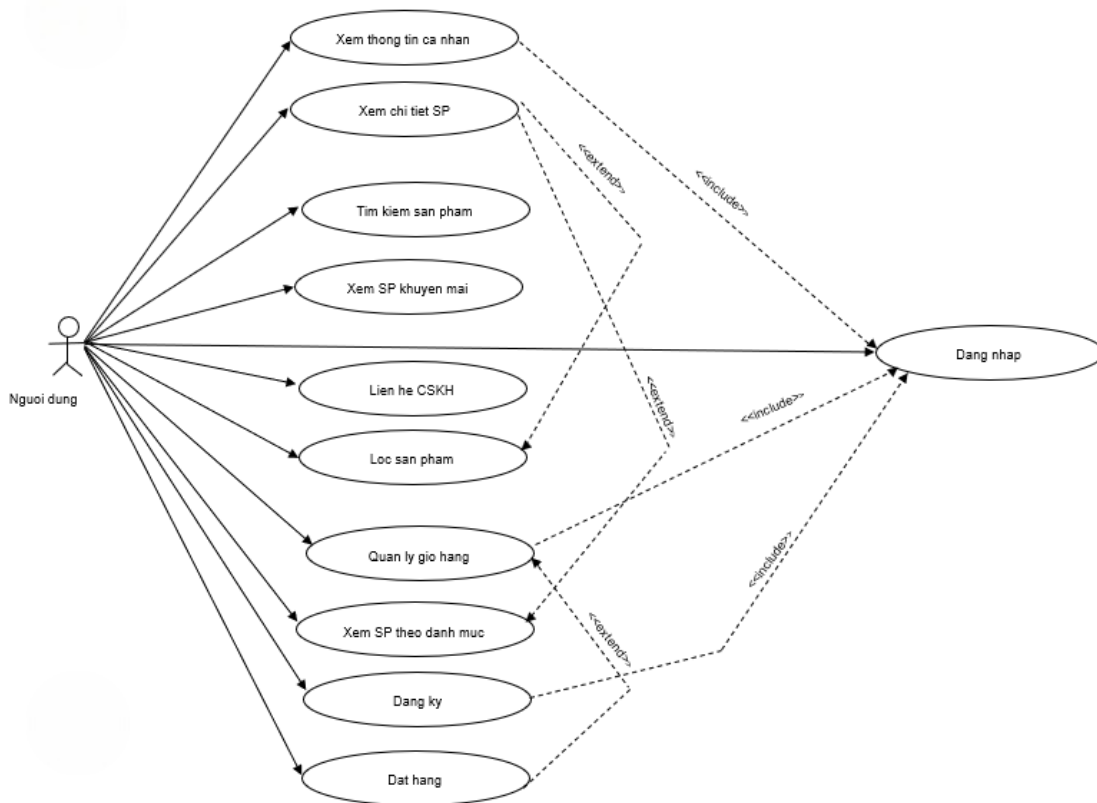 Xem thong tin ca nhan
Xem chi tiet SP
<<extend>>
<<include>>
Tim kiem san pham
Xem SP khuyen mai
Dang nhap
Nguoi dung
Lien he CSKH
<<extend>>
<<include>>
Loc san pham
Quan ly gio hang
<<include>>
Xem SP theo danh muc
<<extend>>
Dang ky
Dat hang